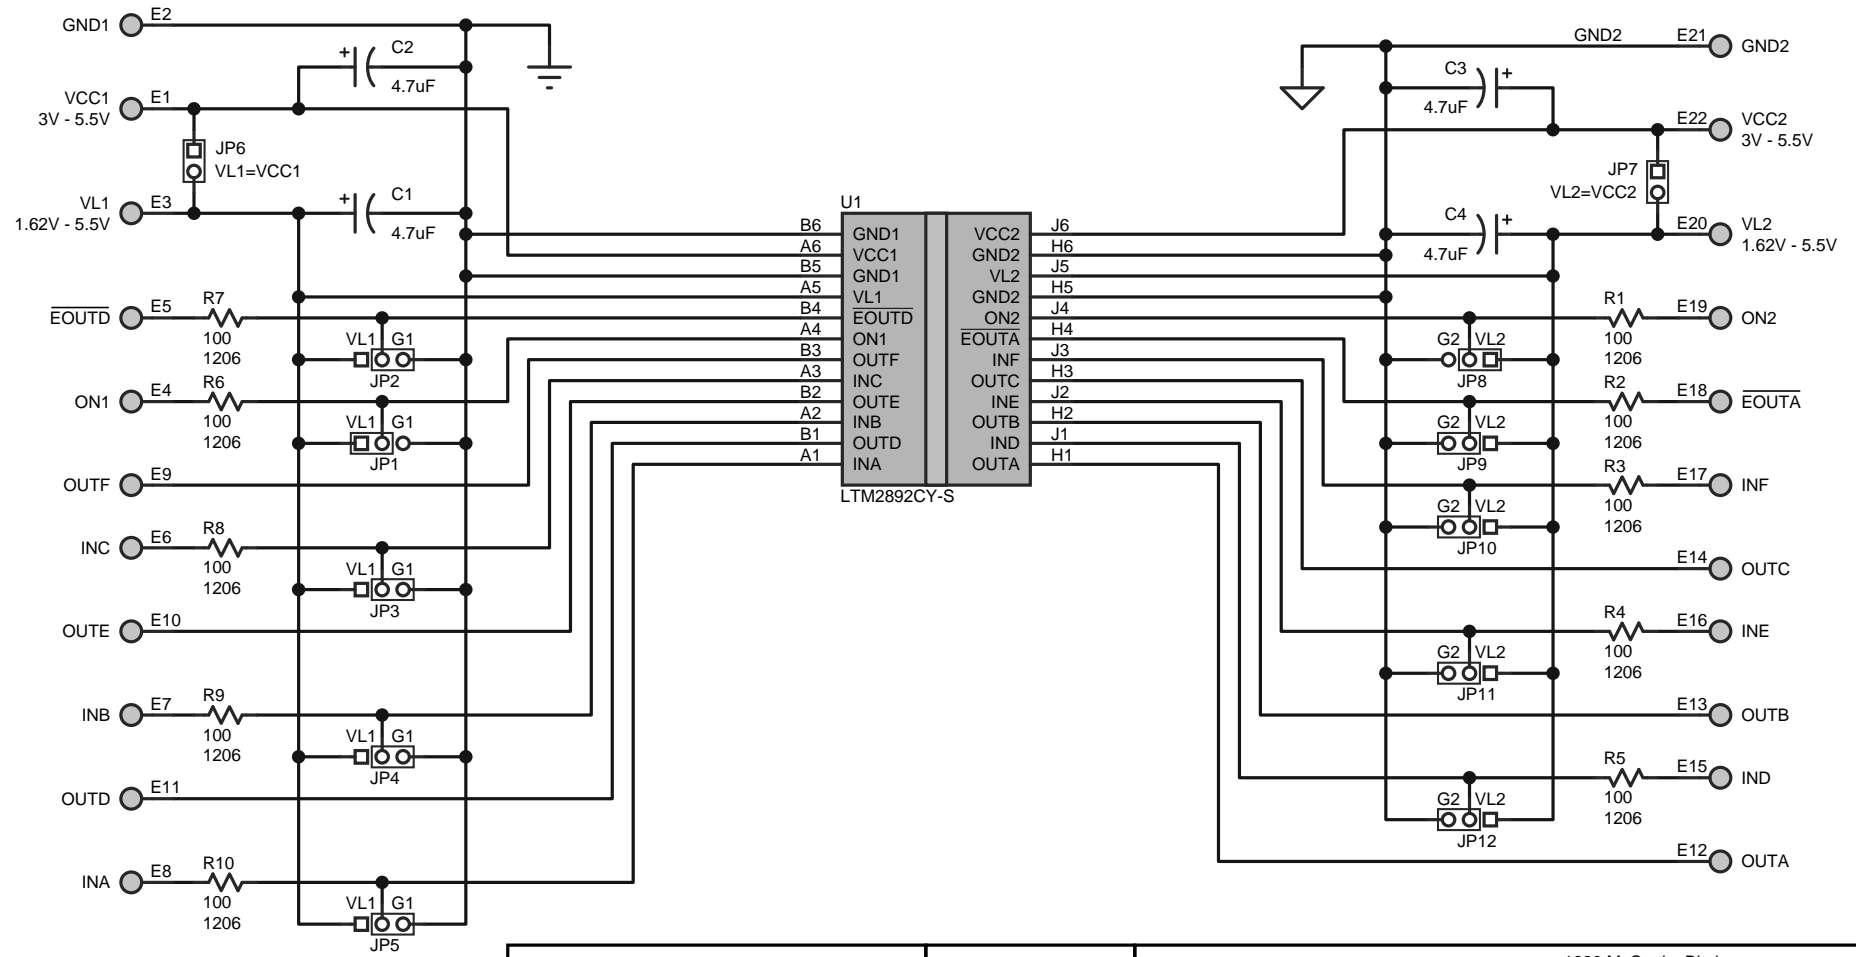 GND1 E2
C2
4.7uF
VCC1 E1
3V - 5.5V
JP6
VL1=VCC1
VL1 E3
1.62V - 5.5V
C1
4.7uF
EOUTD E5
R7
100
1206
VL1 G1
JP2
ON1 E4
R6
100
1206
VL1 G1
JP1
OUTF E9
INC E6
R8
100
1206
VL1 G1
JP3
OUTE E10
INB E7
R9
100
1206
VL1 G1
JP4
OUTD E11
INA E8
R10
100
1206
VL1 G1
JP5
U1
B6 GND1 VCC2 J6
A6 VCC1 GND2 H6
B5 GND1 VL2 J5
A5 VL1 GND2 H5
B4 EOUTD ON2 J4
A4 ON1 EOUTA H4
B3 OUTF INF J3
A3 INC OUTC H3
B2 OUTE INE J2
A2 INB OUTB H2
B1 OUTD IND J1
A1 INA OUTA H1
LTM2892CY-S
GND2 E21 GND2
C3
4.7uF
E22 VCC2
3V - 5.5V
JP7
VL2=VCC2
C4
4.7uF
E20 VL2
1.62V - 5.5V
R1
100
1206
E19 ON2
G2 VL2
JP8
R2
100
1206
E18 EOUTA
G2 VL2
JP9
R3
100
1206
E17 INF
G2 VL2
JP10
E14 OUTC
R4
100
1206
E16 INE
G2 VL2
JP11
E13 OUTB
R5
100
1206
E15 IND
G2 VL2
JP12
E12 OUTA